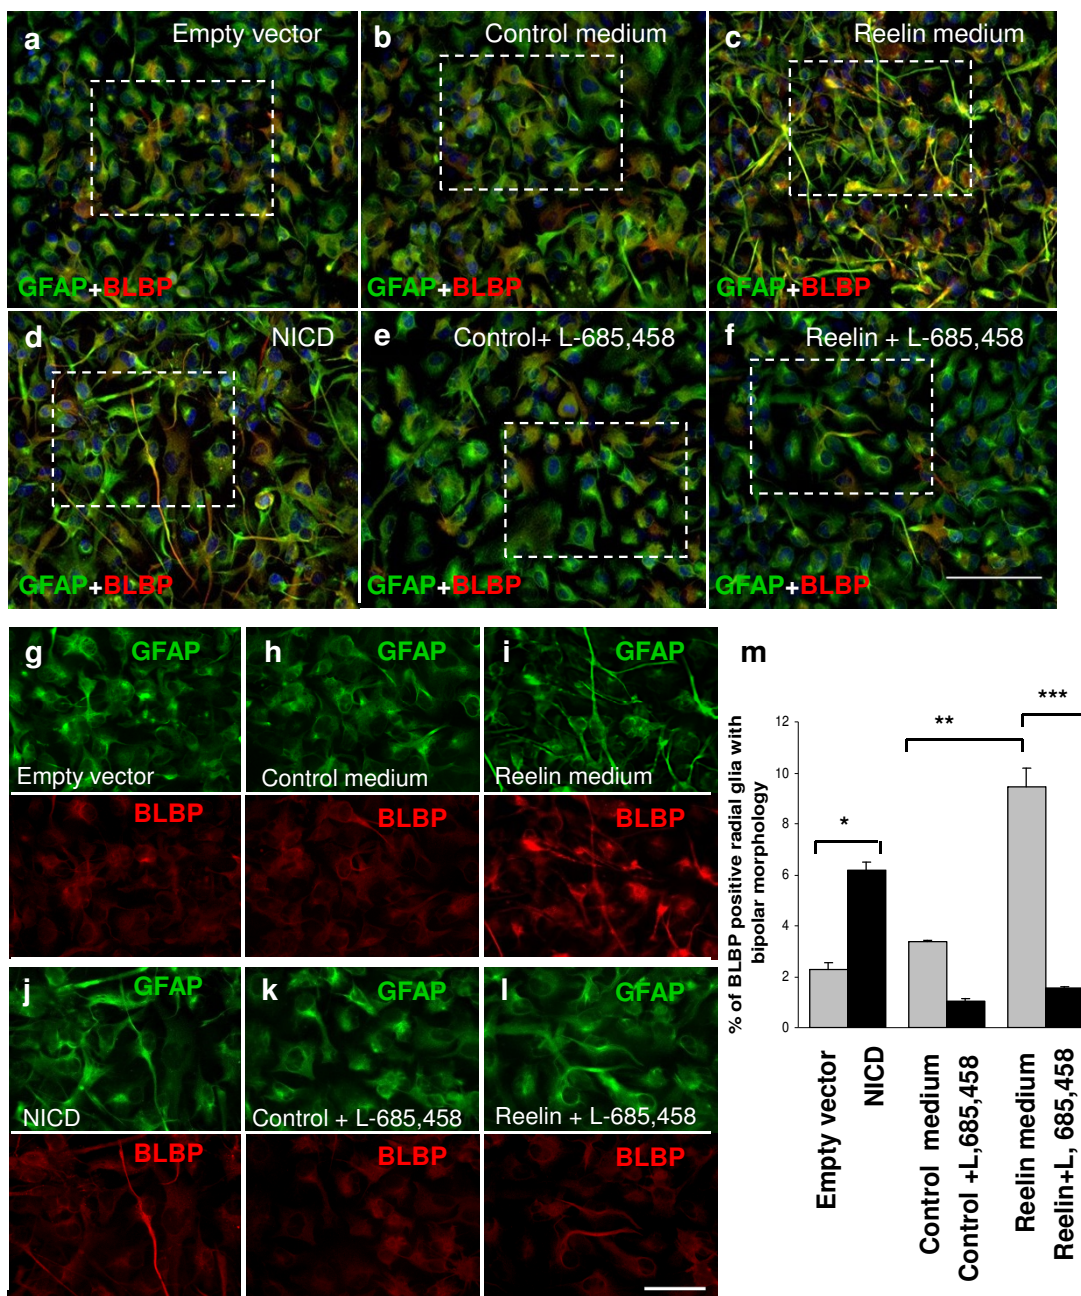 a Empty vector
GFAP+BLBP
b Control medium
GFAP+BLBP
c Reelin medium
GFAP+BLBP
d NICD
GFAP+BLBP
e Control+ L-685,458
GFAP+BLBP
f Reelin + L-685,458
GFAP+BLBP
g GFAP
Empty vector
BLBP
h GFAP
Control medium
BLBP
i GFAP
Reelin medium
BLBP
j GFAP
NICD
BLBP
k GFAP
Control + L-685,458
BLBP
l GFAP
Reelin + L-685,458
BLBP
m
% of BLBP positive radial glia with
bipolar morphology
12
10
8
6
4
2
0
*
**
***
Empty vector
NICD
Control medium
Control +L,685,458
Reelin medium
Reelin+L, 685,458